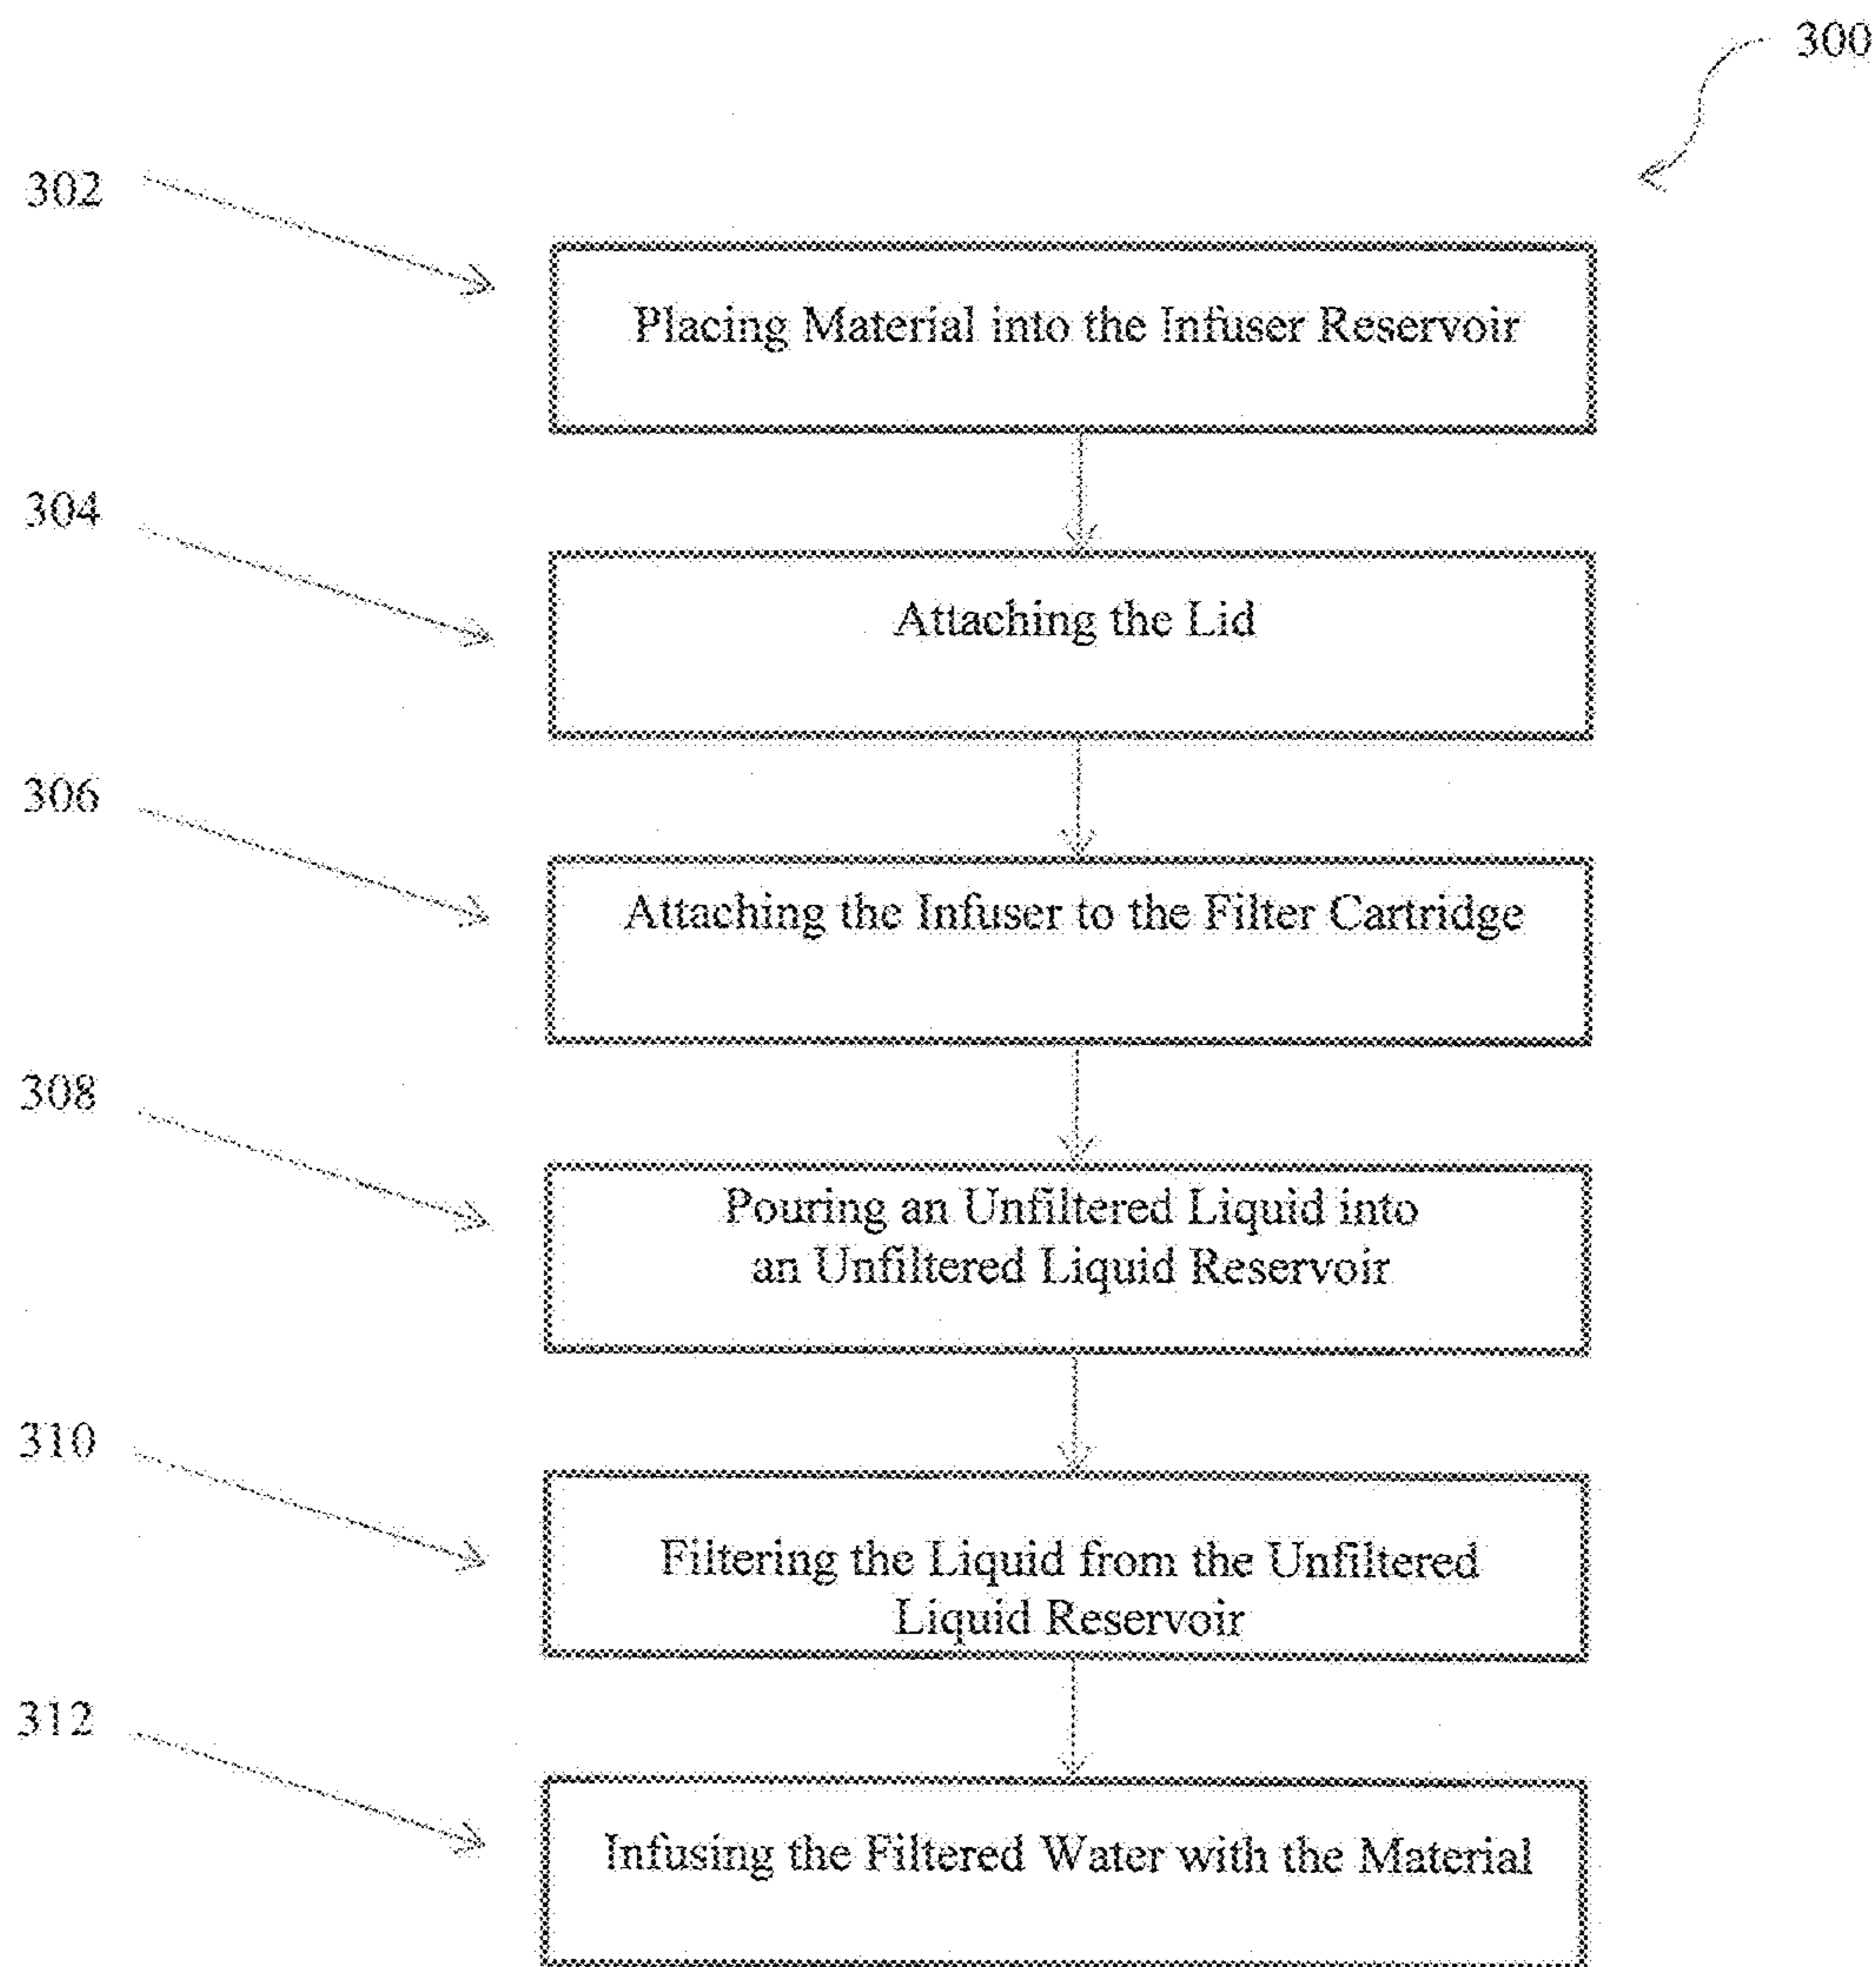 300
302
Placing Material into the Infuser Reservoir
304
Attaching the Lid
306
Attaching the Infuser to the Filter Cartridge
308
Pouring an Unfiltered Liquid into
an Unfiltered Liquid Reservoir
310
Filtering the Liquid from the Unfiltered
Liquid Reservoir
312
Infusing the Filtered Water with the Material